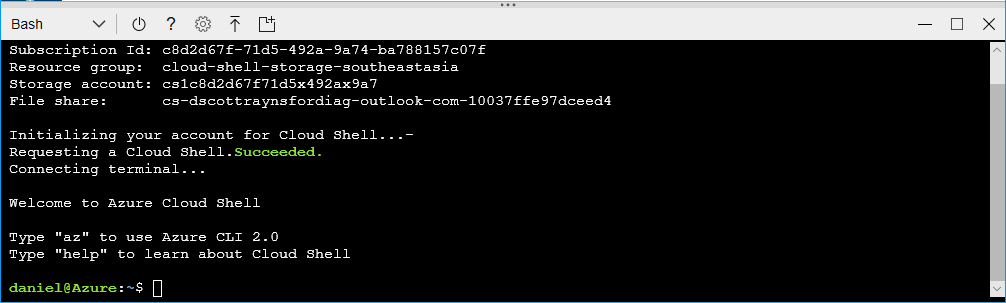 Bash
?
Subscription Id: c8d2d67f-71d5-492a-9a74-ba788157c07f
Resource group:  cloud-shell-storage-southeastasia
Storage account: cs1c8d2d67f71d5x492ax9a7
File share:      cs-dscottraynsfordiag-outlook-com-10037ffe97dceed4
Initializing your account for Cloud Shell...-
Requesting a Cloud Shell.Succeeded.
Connecting terminal...
Welcome to Azure Cloud Shell
Type "az" to use Azure CLI 2.0
Type "help" to learn about Cloud Shell
daniel@Azure:~$